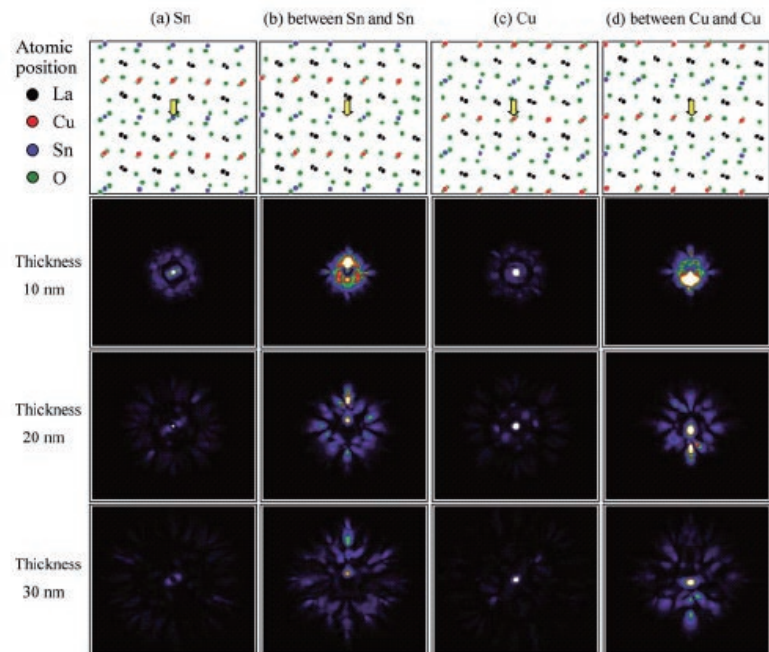 (a) Sn
(b) between Sn and Sn
(c) Cu
(d) between Cu and Cu
Atomic
position
La
Cu
Sn
O
Thickness
10 nm
Thickness
20 nm
Thickness
30 nm